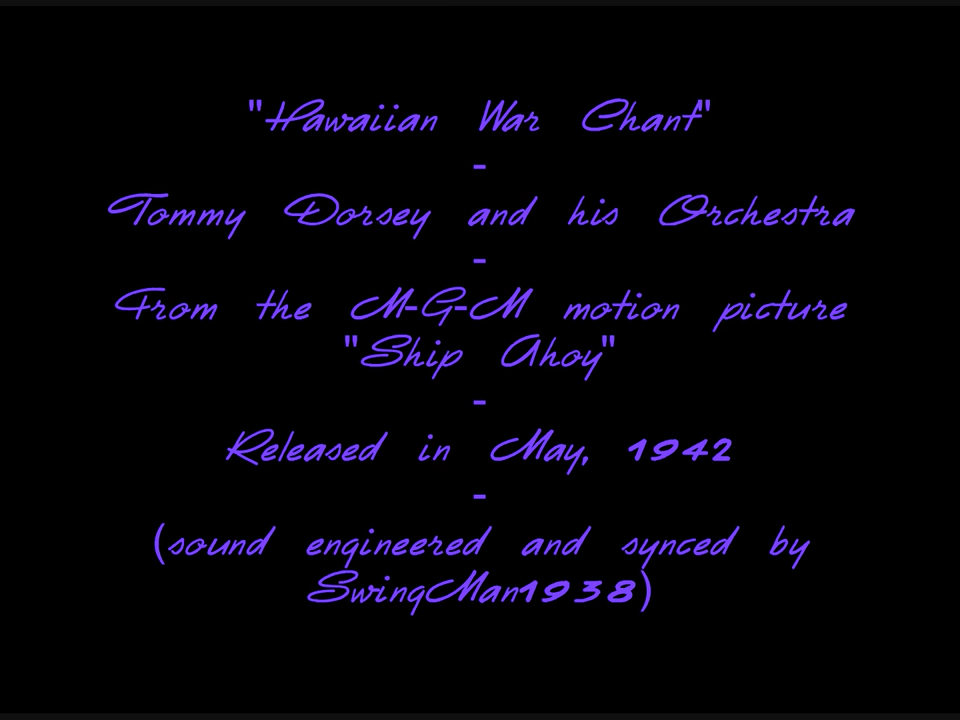 "Hawaiian War Chant"
-
Tommy Dorsey and his Orchestra
-
From the M-G-M motion picture
"Ship Ahoy"
-
Released in May, 1942
-
(sound engineered and synced by
SwingMan1938)